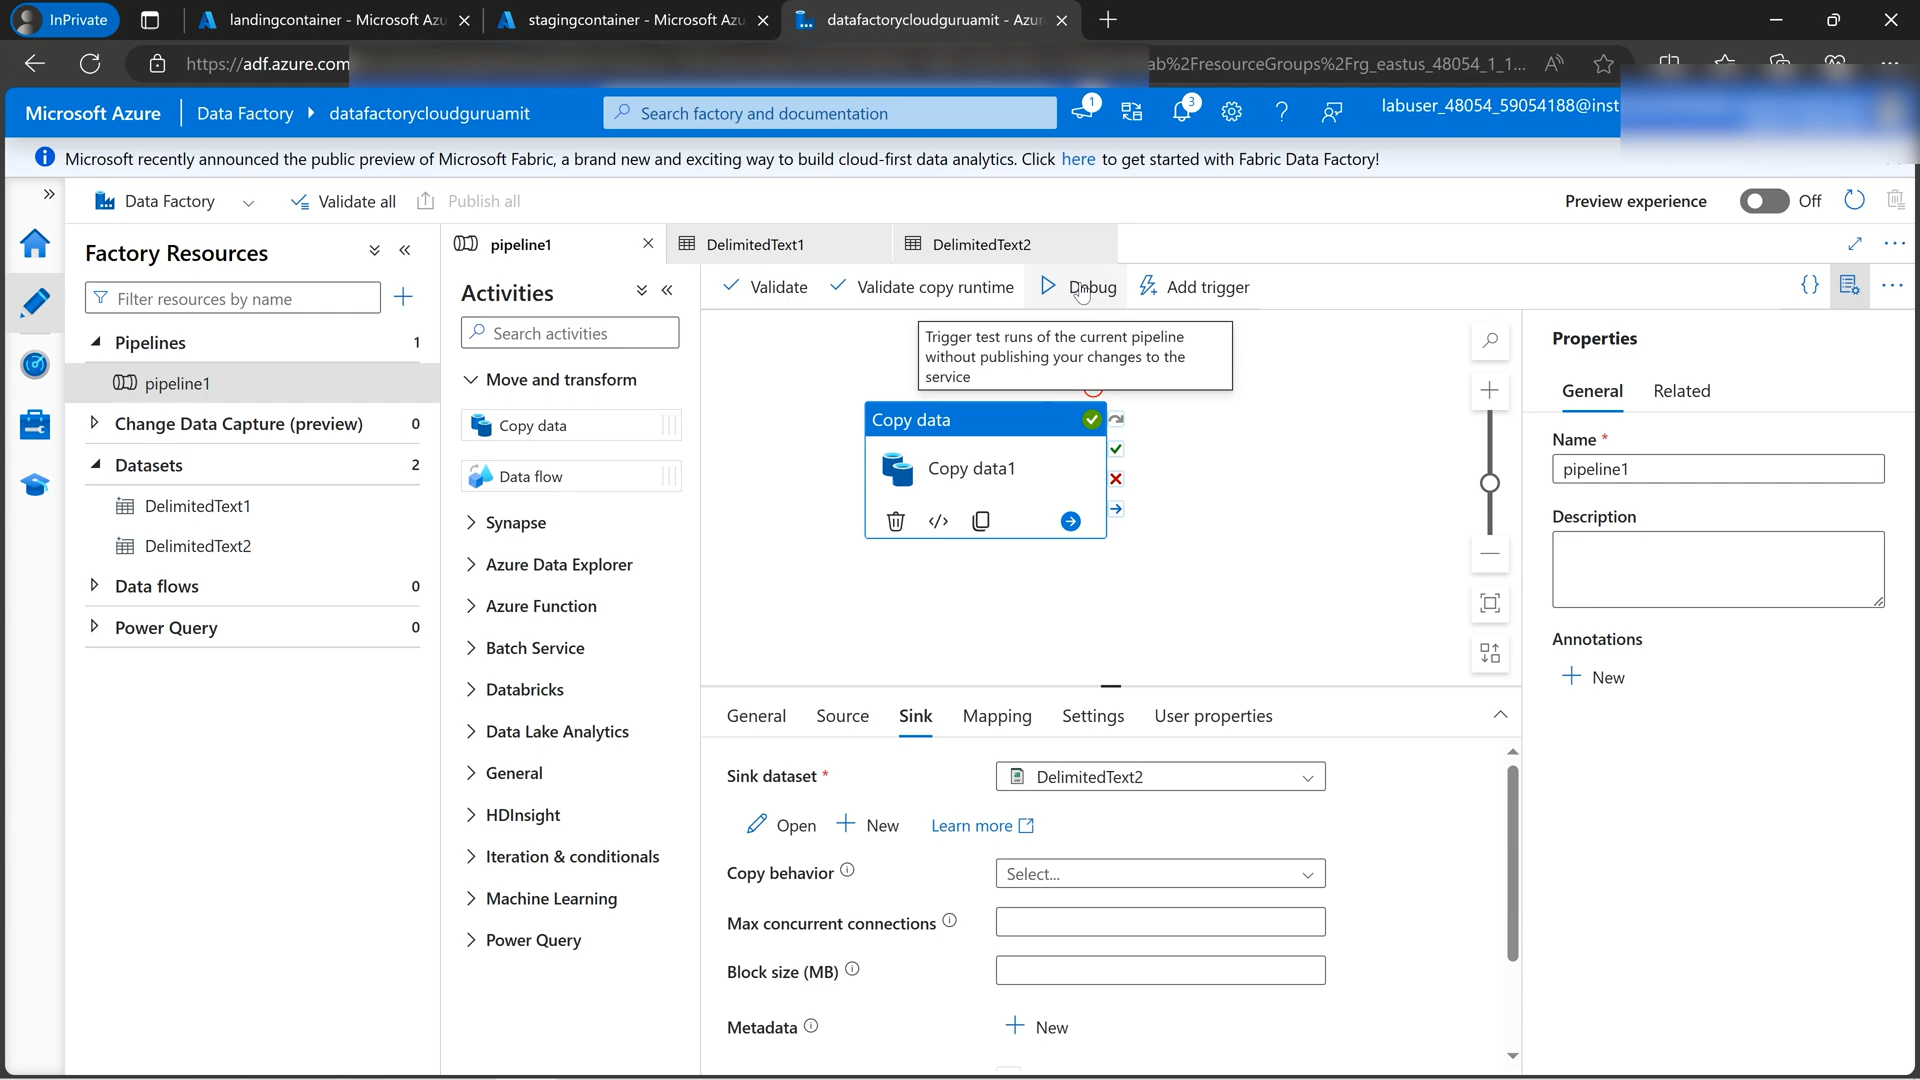 InPrivate
landingcontainer - Microsoft Azu
stagingcontainer - Microsoft Azu
datafactorycloudguruamit - Azur
https://adf.azure.com
ab%2FresourceGroups%2Frg_eastus_48054_1_1...
Microsoft Azure
Data Factory
datafactorycloudguruamit
Search factory and documentation
1
3
labuser_48054_59054188@inst
Microsoft recently announced the public preview of Microsoft Fabric, a brand new and exciting way to build cloud-first data analytics. Click here to get started with Fabric Data Factory!
Data Factory
Validate all
Publish all
Preview experience
Off
Factory Resources
Filter resources by name
Pipelines 1
pipeline1
Change Data Capture (preview) 0
Datasets 2
DelimitedText1
DelimitedText2
Data flows 0
Power Query 0
pipeline1
DelimitedText1
DelimitedText2
Activities
Search activities
Move and transform
Copy data
Data flow
Synapse
Azure Data Explorer
Azure Function
Batch Service
Databricks
Data Lake Analytics
General
HDInsight
Iteration & conditionals
Machine Learning
Power Query
Validate
Validate copy runtime
Debug
Add trigger
Trigger test runs of the current pipeline
without publishing your changes to the
service
Copy data
Copy data1
General
Source
Sink
Mapping
Settings
User properties
Sink dataset *
DelimitedText2
Open
New
Learn more
Copy behavior
Select...
Max concurrent connections
Block size (MB)
Metadata
New
Properties
General
Related
Name *
pipeline1
Description
Annotations
New